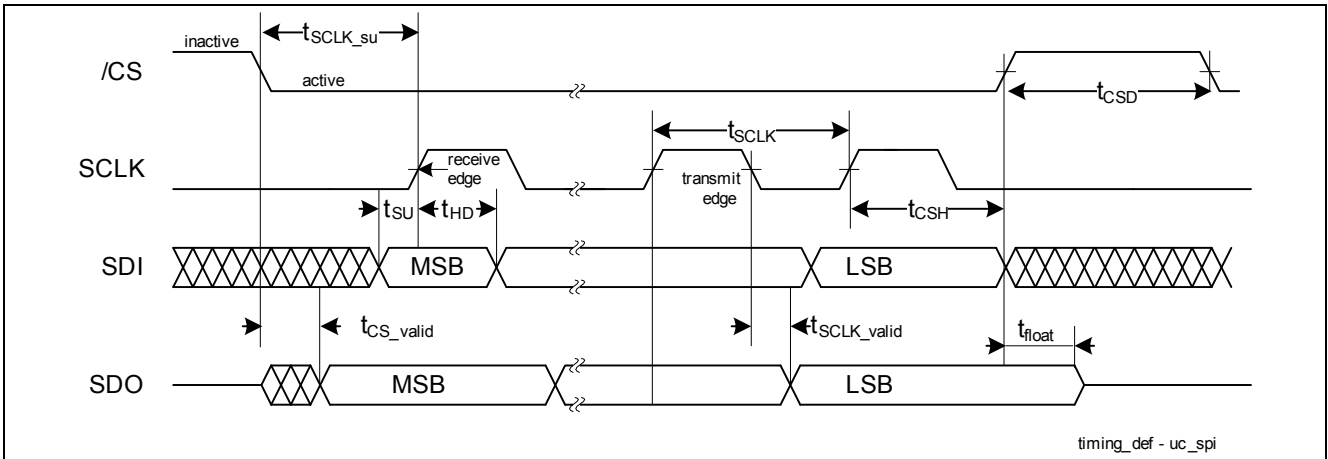 inactive
tSCLK_su
/CS
active
tCSD
tSCLK
SCLK
receive
edge
transmit
edge
tSU
tHD
tCSH
SDI
MSB
LSB
tCS_valid
tSCLK_valid
tfloat
SDO
MSB
LSB
timing_def - uc_spi